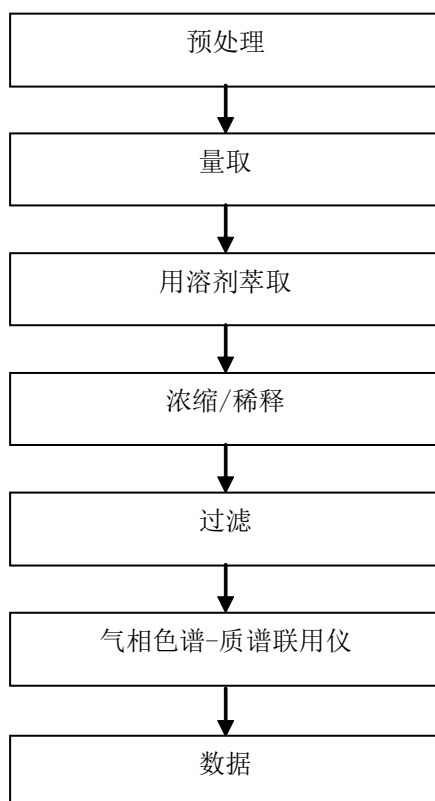 预处理
量取
用溶剂萃取
浓缩/稀释
过滤
气相色谱-质谱联用仪
数据